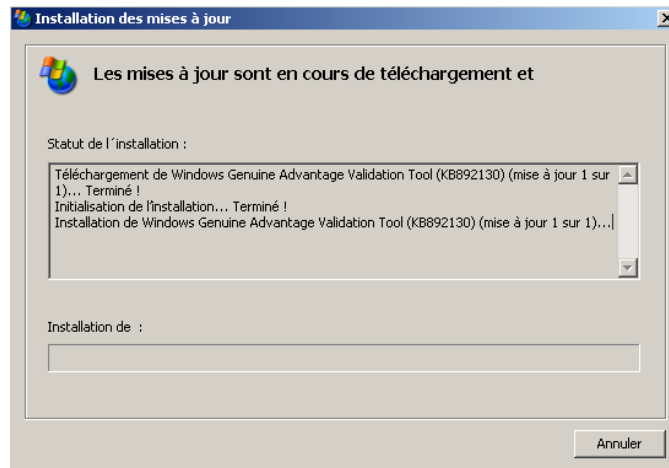 Installation des mises à jour
Les mises à jour sont en cours de téléchargement et
Statut de l´installation :
Téléchargement de Windows Genuine Advantage Validation Tool (KB892130) (mise à jour 1 sur
1)... Terminé !
Initialisation de l'installation... Terminé !
Installation de Windows Genuine Advantage Validation Tool (KB892130) (mise à jour 1 sur 1)...
Installation de :
Annuler